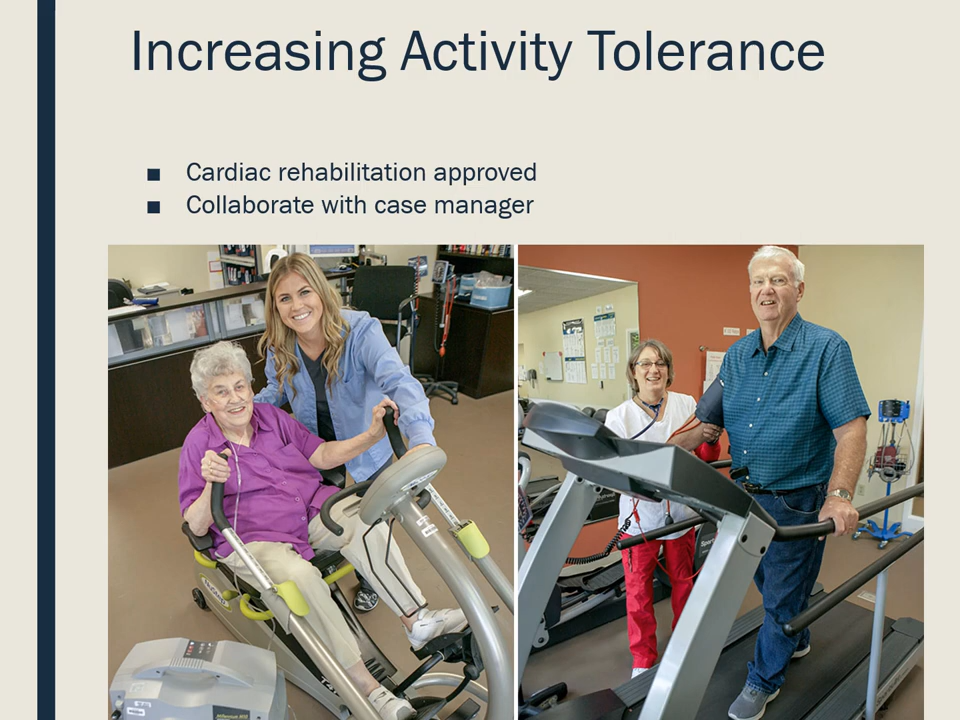 Increasing Activity Tolerance
■ Cardiac rehabilitation approved
■ Collaborate with case manager